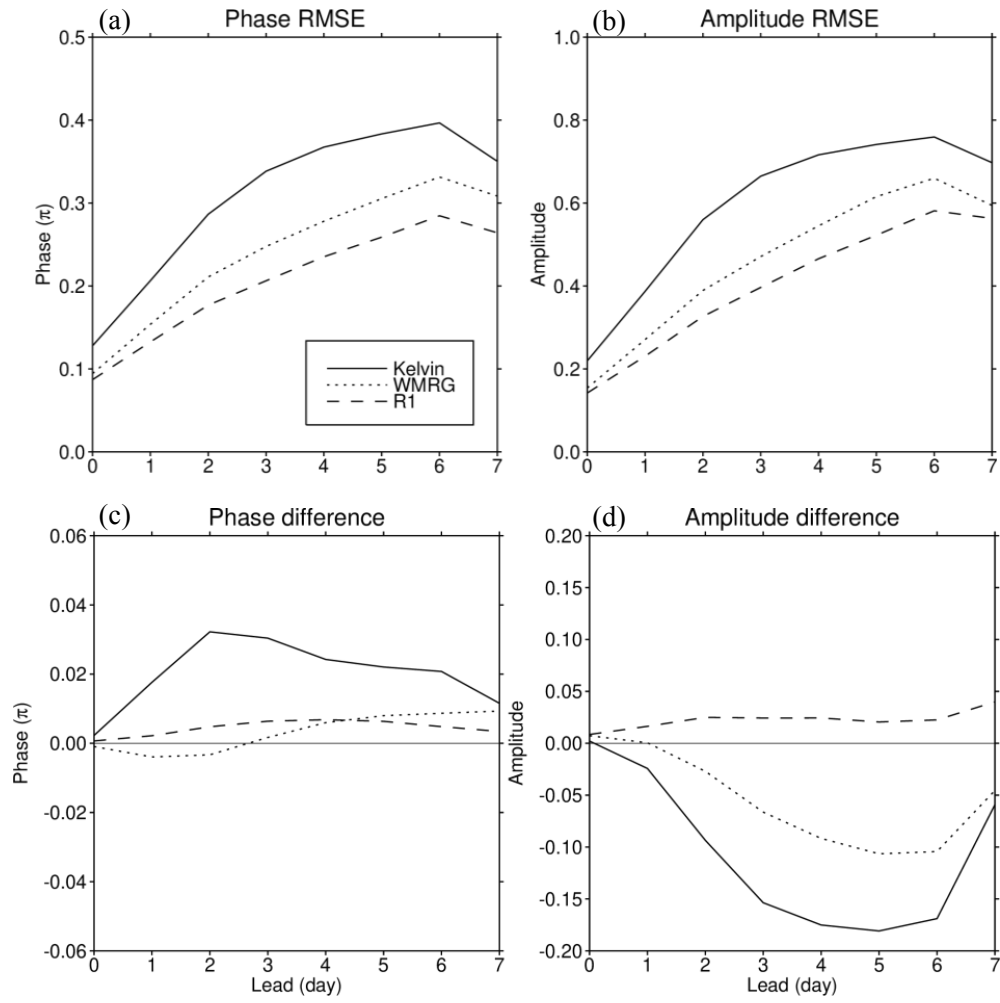 (a) Phase RMSE
0.5
0.4
0.3
0.2
0.1
0.0
Phase (π)
0 1 2 3 4 5 6 7
Kelvin
WMRG
R1
(b) Amplitude RMSE
1.0
0.8
0.6
0.4
0.2
0.0
Amplitude
0 1 2 3 4 5 6 7
(c) Phase difference
0.06
0.04
0.02
0.00
-0.02
-0.04
-0.06
Phase (π)
0 1 2 3 4 5 6 7
Lead (day)
(d) Amplitude difference
0.20
0.15
0.10
0.05
0.00
-0.05
-0.10
-0.15
-0.20
Amplitude
0 1 2 3 4 5 6 7
Lead (day)